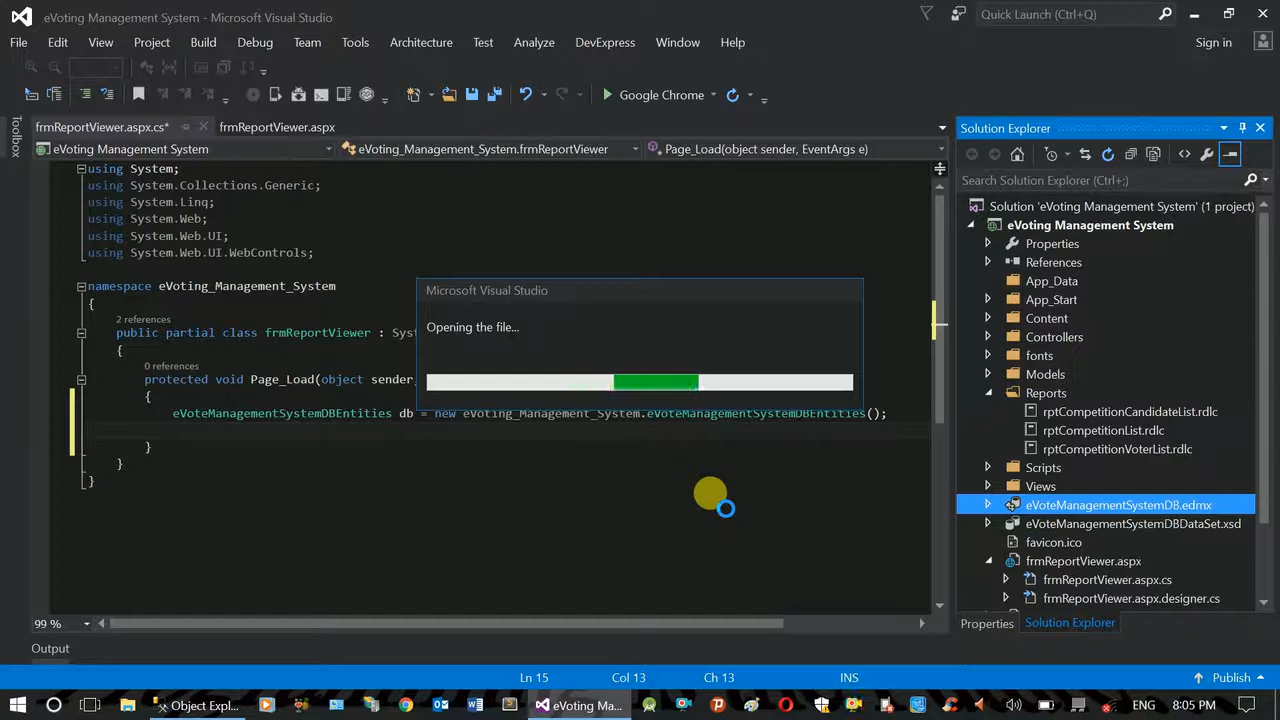 eVoting Management System - Microsoft Visual Studio
Quick Launch (Ctrl+Q)
File Edit View Project Build Debug Team Tools Architecture Test Analyze DevExpress Window Help
Sign in
Google Chrome
Toolbox
frmReportViewer.aspx.cs*
frmReportViewer.aspx
eVoting Management System
eVoting_Management_System.frmReportViewer
Page_Load(object sender, EventArgs e)
using System;
using System.Collections.Generic;
using System.Linq;
using System.Web;
using System.Web.UI;
using System.Web.UI.WebControls;
namespace eVoting_Management_System
{
2 references
public partial class frmReportViewer : Sys
{
0 references
protected void Page_Load(object sender,
{
eVoteManagementSystemDBEntities db = new eVoting_Management_System.eVoteManagementSystemDBEntities();
}
}
}
Microsoft Visual Studio
Opening the file...
99 %
Output
Solution Explorer
Search Solution Explorer (Ctrl+;)
Solution 'eVoting Management System' (1 project)
eVoting Management System
Properties
References
App_Data
App_Start
Content
Controllers
fonts
Models
Reports
rptCompetitionCandidateList.rdlc
rptCompetitionList.rdlc
rptCompetitionVoterList.rdlc
Scripts
Views
eVoteManagementSystemDB.edmx
eVoteManagementSystemDBDataSet.xsd
favicon.ico
frmReportViewer.aspx
frmReportViewer.aspx.cs
frmReportViewer.aspx.designer.cs
Properties
Solution Explorer
Ln 15
Col 13
Ch 13
INS
Publish
Object Expl...
eVoting Ma...
ENG
8:05 PM